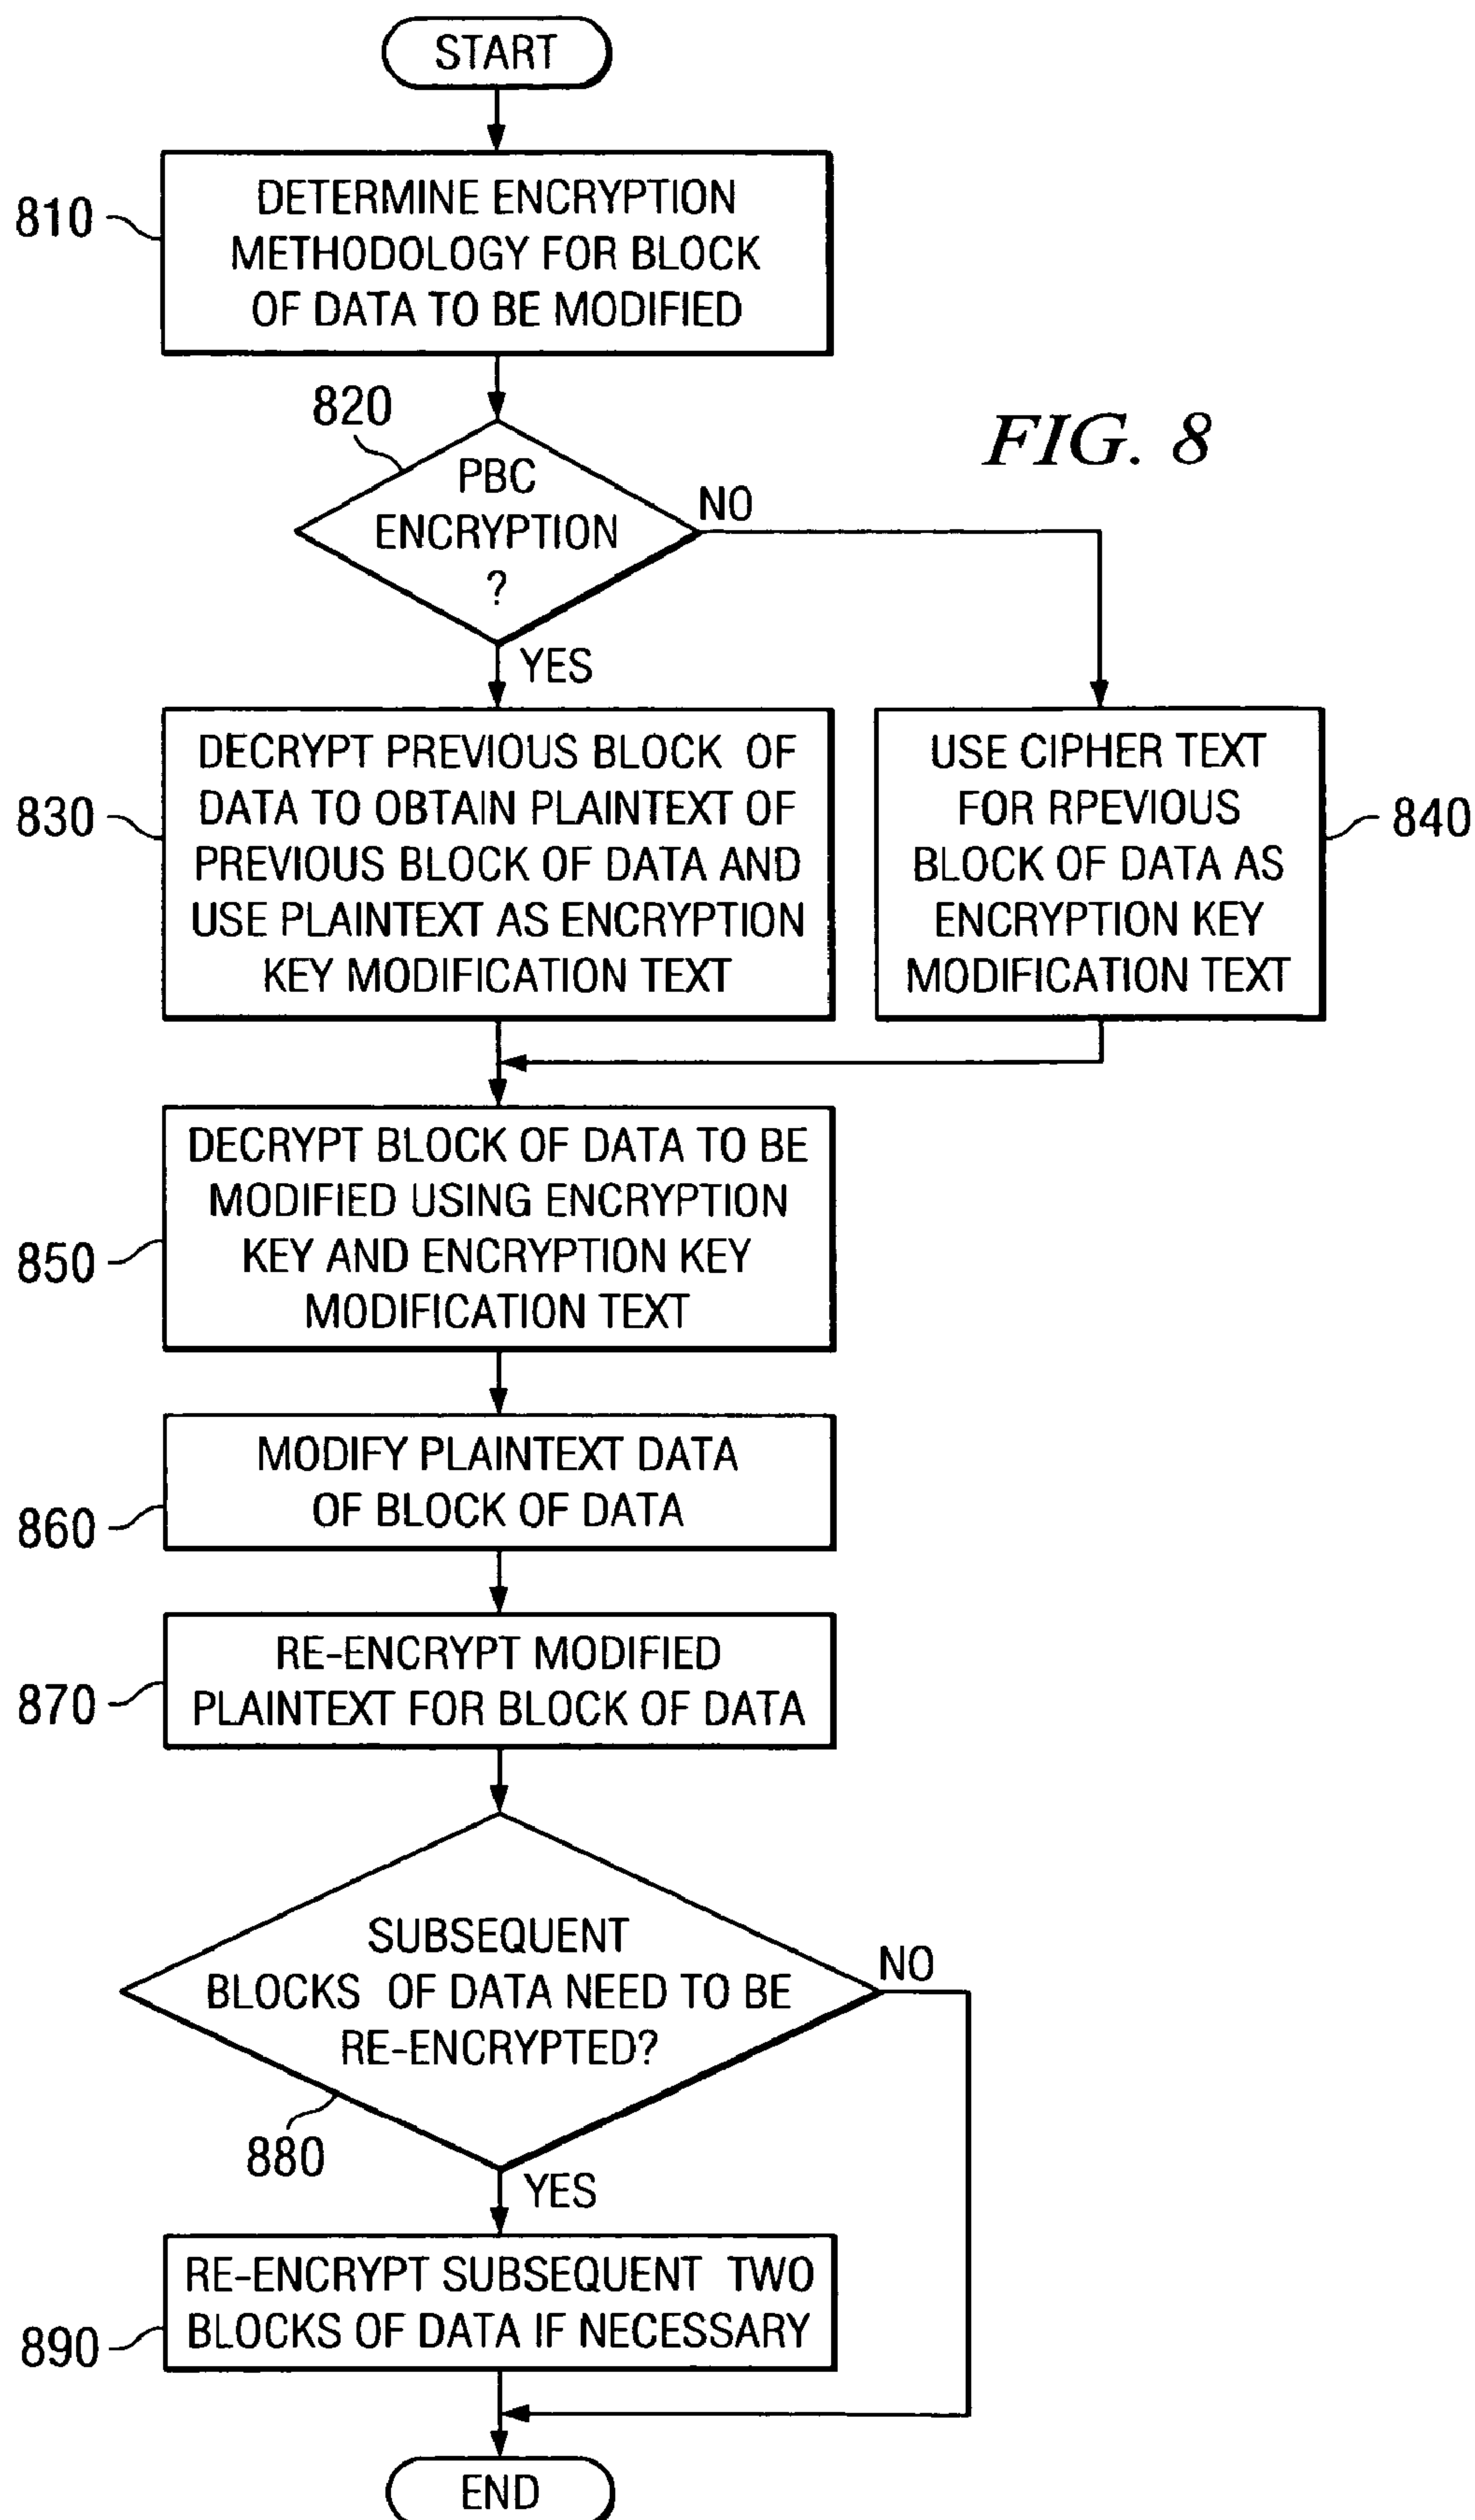 START
810
DETERMINE ENCRYPTION
METHODOLOGY FOR BLOCK
OF DATA TO BE MODIFIED
820
FIG. 8
PBC
ENCRYPTION
?
NO
YES
830
DECRYPT PREVIOUS BLOCK OF
DATA TO OBTAIN PLAINTEXT OF
PREVIOUS BLOCK OF DATA AND
USE PLAINTEXT AS ENCRYPTION
KEY MODIFICATION TEXT
USE CIPHER TEXT
FOR RPEVIOUS
BLOCK OF DATA AS
ENCRYPTION KEY
MODIFICATION TEXT
840
850
DECRYPT BLOCK OF DATA TO BE
MODIFIED USING ENCRYPTION
KEY AND ENCRYPTION KEY
MODIFICATION TEXT
860
MODIFY PLAINTEXT DATA
OF BLOCK OF DATA
870
RE-ENCRYPT MODIFIED
PLAINTEXT FOR BLOCK OF DATA
SUBSEQUENT
BLOCKS OF DATA NEED TO BE
RE-ENCRYPTED?
NO
880
YES
890
RE-ENCRYPT SUBSEQUENT TWO
BLOCKS OF DATA IF NECESSARY
END